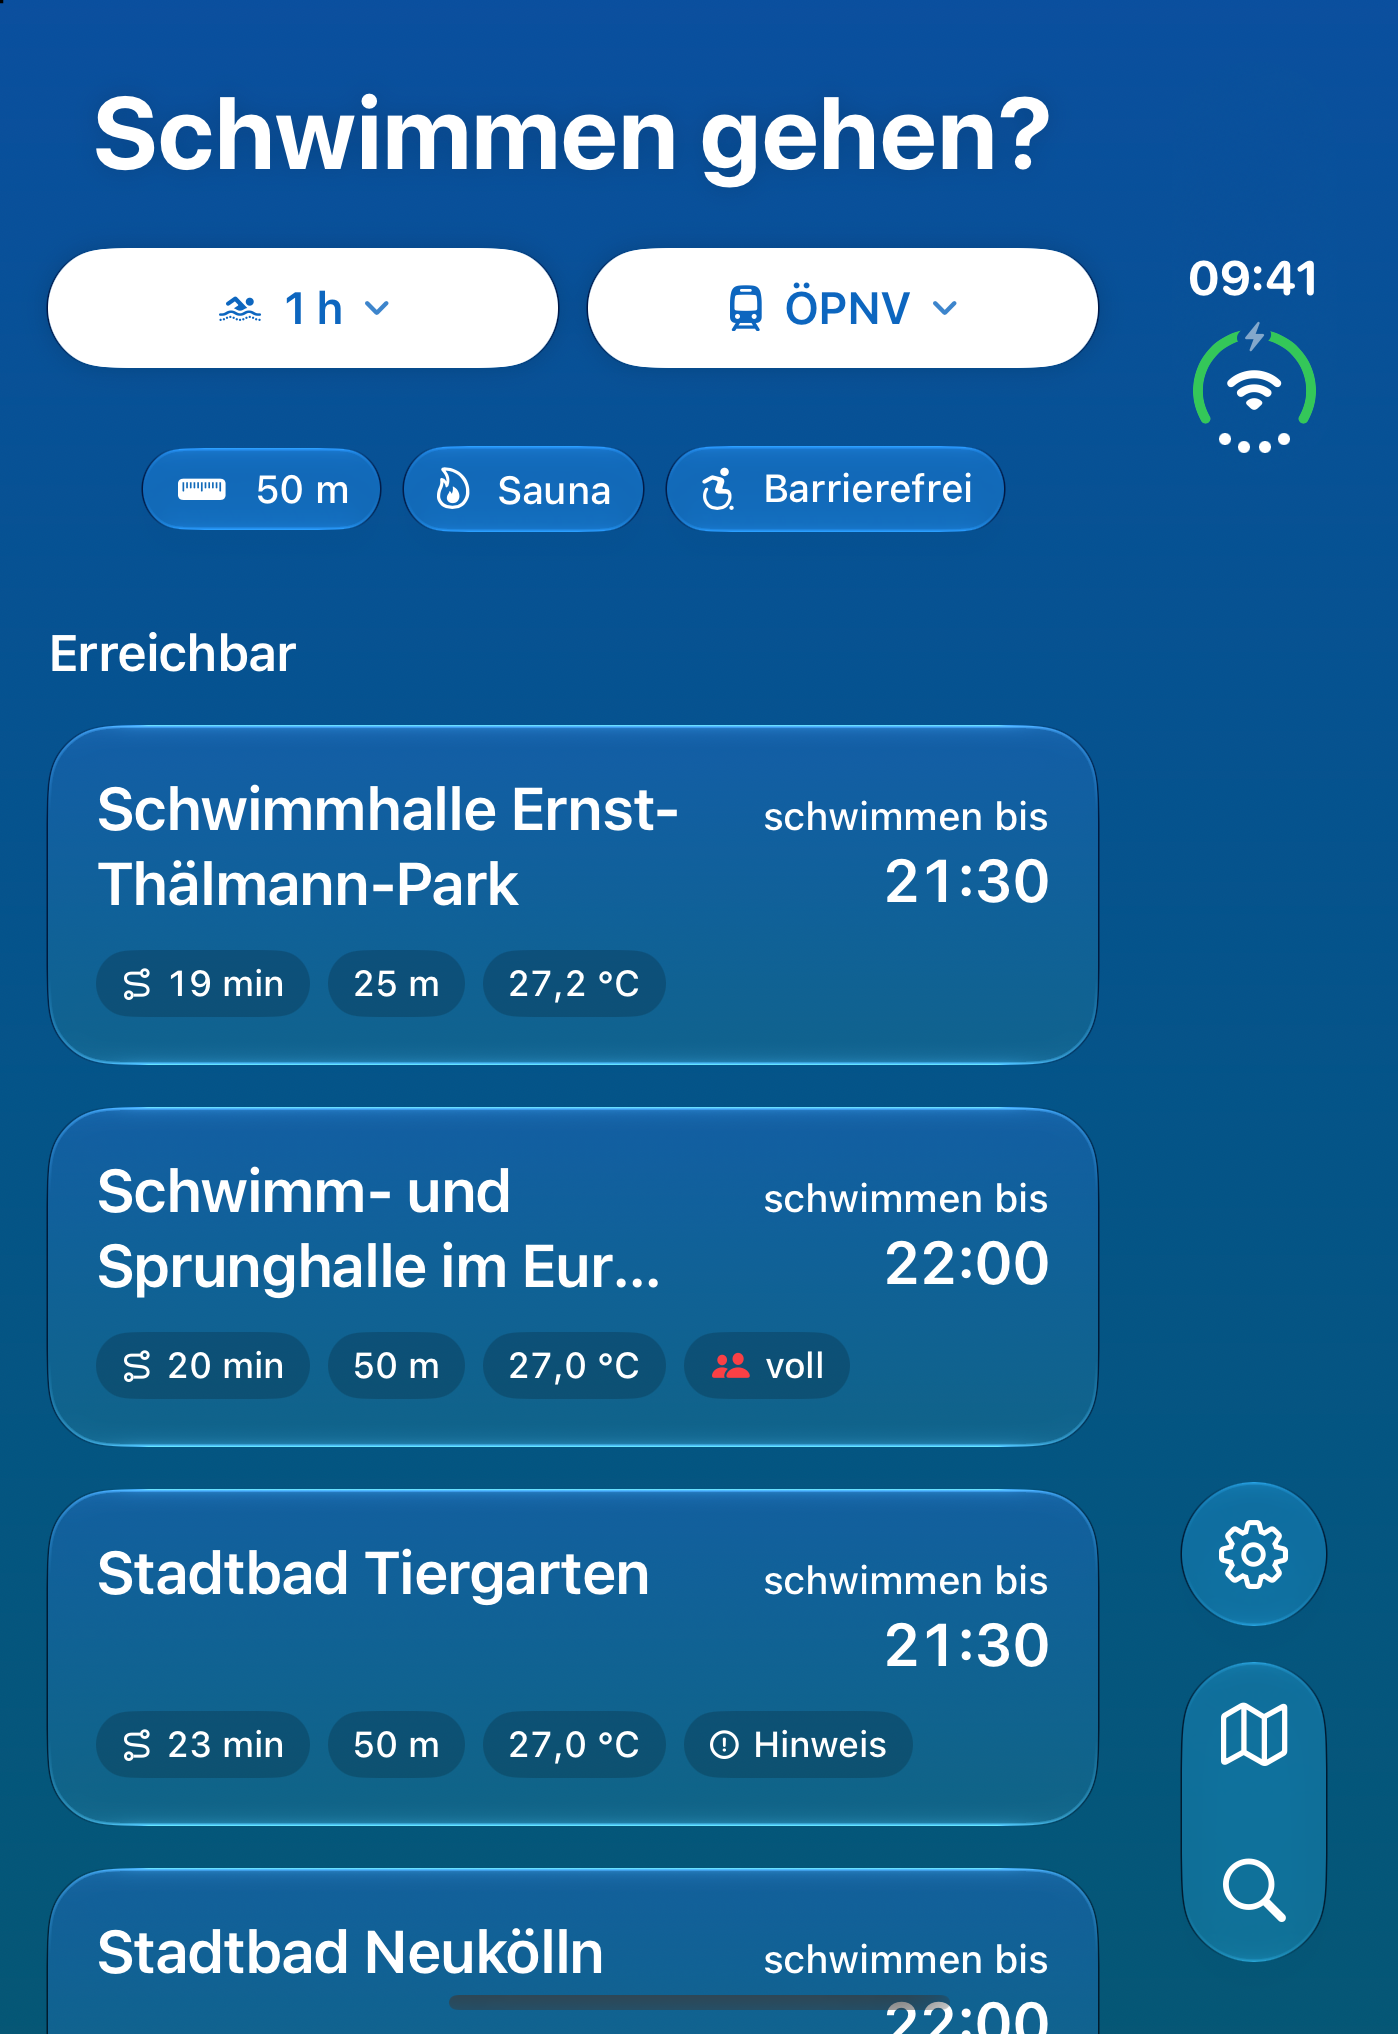 Schwimmen gehen?
1 h
ÖPNV
09:41
50 m
Sauna
Barrierefrei
Erreichbar
Schwimmhalle Ernst-
Thälmann-Park
schwimmen bis
21:30
19 min
25 m
27,2 °C
Schwimm- und
Sprunghalle im Eur...
schwimmen bis
22:00
20 min
50 m
27,0 °C
voll
Stadtbad Tiergarten
schwimmen bis
21:30
23 min
50 m
27,0 °C
Hinweis
Stadtbad Neukölln
schwimmen bis
22:00